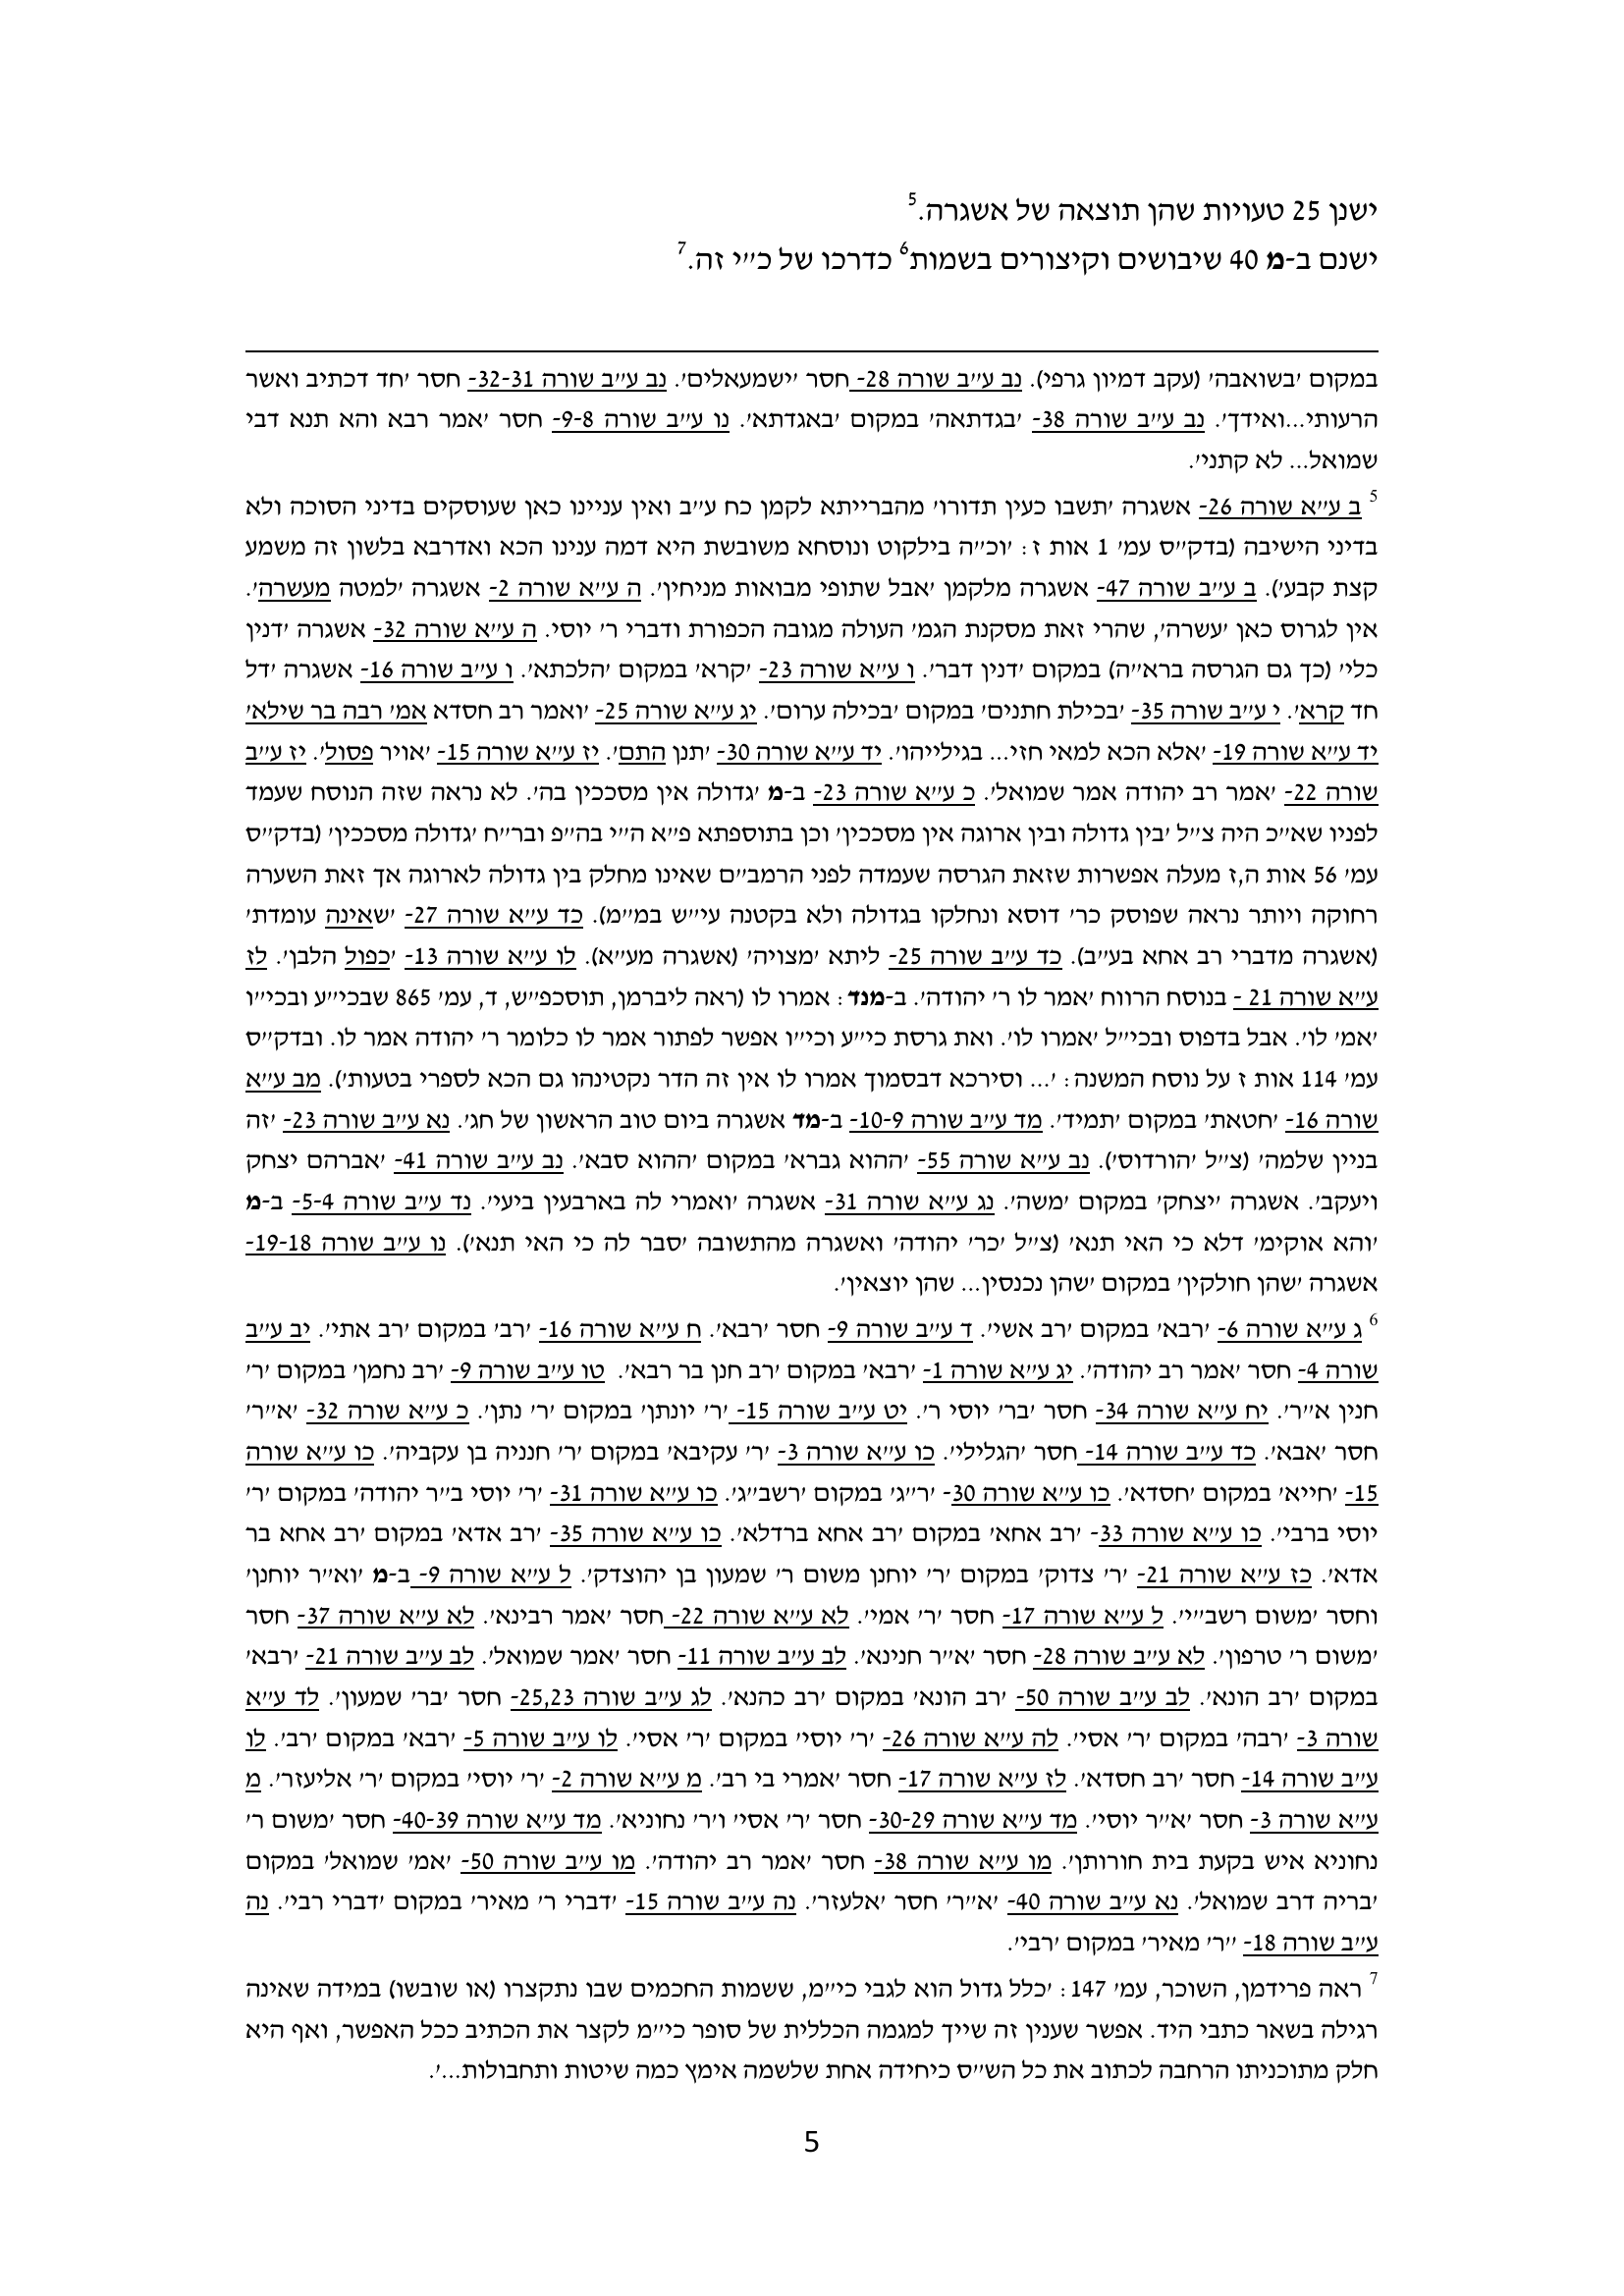 ישנן 25 טעויות שהן תוצאה של אשגרה.5
ישנם ב-מ 40 שיבושים וקיצורים בשמות6 כדרכו של כ״י זה.7
במקום ׳בשואבה׳ (עקב דמיון גרפי). נב ע״ב שורה 28- חסר ׳ישמעאלים׳. נב ע״ב שורה 32-31- חסר ׳חד דכתיב ואשר
הרעותי...ואידך׳. נב ע״ב שורה 38- ׳בגדתאה׳ במקום ׳באגדתא׳. נו ע״ב שורה 9-8- חסר ׳אמר רבא והא תנא דבי
שמואל... לא קתני׳.
5 ב ע״א שורה 26- אשגרה ׳תשבו כעין תדורו׳ מהברייתא לקמן כח ע״ב ואין עניינו כאן שעוסקים בדיני הסוכה ולא
בדיני הישיבה (בדק״ס עמ׳ 1 אות ז: ׳וכ״ה בילקוט ונוסחא משובשת היא דמה ענינו הכא ואדרבא בלשון זה משמע
קצת קבע׳). ב ע״ב שורה 47- אשגרה מלקמן ׳אבל שתופי מבואות מניחין׳. ה ע״א שורה 2- אשגרה ׳למטה מעשרה׳.
אין לגרוס כאן ׳עשרה׳, שהרי זאת מסקנת הגמ׳ העולה מגובה הכפורת ודברי ר׳ יוסי. ה ע״א שורה 32- אשגרה ׳דנין
כלי׳ (כך גם הגרסה ברא״ה) במקום ׳דנין דבר׳. ו ע״א שורה 23- ׳קרא׳ במקום ׳הלכתא׳. ו ע״ב שורה 16- אשגרה ׳דל
חד קרא׳. י ע״ב שורה 35- ׳בכילת חתנים׳ במקום ׳בכילה ערום׳. יג ע״א שורה 25- ׳ואמר רב חסדא אמ׳ רבה בר שילא׳
יד ע״א שורה 19- ׳אלא הכא למאי חזי... בגילייהו׳. יד ע״א שורה 30- ׳תנן התם׳. יז ע״א שורה 15- ׳אויר פסול׳. יז ע״ב
שורה 22- ׳אמר רב יהודה אמר שמואל׳. כ ע״א שורה 23- ב-מ ׳גדולה אין מסככין בה׳. לא נראה שזה הנוסח שעמד
לפניו שא״כ היה צ״ל ׳בין גדולה ובין ארוגה אין מסככין׳ וכן בתוספתא פ״א ה״י בה״פ ובר״ח ׳גדולה מסככין׳ (בדק״ס
עמ׳ 56 אות ה,ז מעלה אפשרות שזאת הגרסה שעמדה לפני הרמב״ם שאינו מחלק בין גדולה לארוגה אך זאת השערה
רחוקה ויותר נראה שפוסק כר׳ דוסא ונחלקו בגדולה ולא בקטנה עי״ש במ״מ). כד ע״א שורה 27- ׳שאינה עומדת׳
(אשגרה מדברי רב אחא בע״ב). כד ע״ב שורה 25- ליתא ׳מצויה׳ (אשגרה מע״א). לו ע״א שורה 13- ׳כפול הלבן׳. לז
ע״א שורה 21 - בנוסח הרווח ׳אמר לו ר׳ יהודה׳. ב-מנד: אמרו לו (ראה ליברמן, תוסכפ״ש, ד, עמ׳ 865 שבכי״ע ובכי״ו
׳אמ׳ לו׳. אבל בדפוס ובכי״ל ׳אמרו לו׳. ואת גרסת כי״ע וכי״ו אפשר לפתור אמר לו כלומר ר׳ יהודה אמר לו. ובדק״ס
עמ׳ 114 אות ז על נוסח המשנה: ׳... וסירכא דבסמוך אמרו לו אין זה הדר נקטינהו גם הכא לספרי בטעות׳). מב ע״א
שורה 16- ׳חטאת׳ במקום ׳תמיד׳. מד ע״ב שורה 10-9- ב-מד אשגרה ביום טוב הראשון של חג׳. נא ע״ב שורה 23- ׳זה
בניין שלמה׳ (צ״ל ׳הורדוס׳). נב ע״א שורה 55- ׳ההוא גברא׳ במקום ׳ההוא סבא׳. נב ע״ב שורה 41- ׳אברהם יצחק
ויעקב׳. אשגרה ׳יצחק׳ במקום ׳משה׳. נג ע״א שורה 31- אשגרה ׳ואמרי לה בארבעין ביעי׳. נד ע״ב שורה 5-4- ב-מ
׳והא אוקימ׳ דלא כי האי תנא׳ (צ״ל ׳כר׳ יהודה׳ ואשגרה מהתשובה ׳סבר לה כי האי תנא׳). נו ע״ב שורה 19-18-
אשגרה ׳שהן חולקין׳ במקום ׳שהן נכנסין... שהן יוצאין׳.
6 ג ע״א שורה 6- ׳רבא׳ במקום ׳רב אשי׳. ד ע״ב שורה 9- חסר ׳רבא׳. ח ע״א שורה 16- ׳רב׳ במקום ׳רב אתי׳. יב ע״ב
שורה 4- חסר ׳אמר רב יהודה׳. יג ע״א שורה 1- ׳רבא׳ במקום ׳רב חנן בר רבא׳. טו ע״ב שורה 9- ׳רב נחמן׳ במקום ׳ר׳
חנין א״ר׳. יח ע״א שורה 34- חסר ׳בר׳ יוסי ר׳. יט ע״ב שורה 15- ׳ר׳ יונתן׳ במקום ׳ר׳ נתן׳. כ ע״א שורה 32- ׳א״ר׳
חסר ׳אבא׳. כד ע״ב שורה 14- חסר ׳הגלילי׳. כו ע״א שורה 3- ׳ר׳ עקיבא׳ במקום ׳ר׳ חנניה בן עקביה׳. כו ע״א שורה
15- ׳חייא׳ במקום ׳חסדא׳. כו ע״א שורה 30- ׳ר״ג׳ במקום ׳רשב״ג׳. כו ע״א שורה 31- ׳ר׳ יוסי ב״ר יהודה׳ במקום ׳ר׳
יוסי ברבי׳. כו ע״א שורה 33- ׳רב אחא׳ במקום ׳רב אחא ברדלא׳. כו ע״א שורה 35- ׳רב אדא׳ במקום ׳רב אחא בר
אדא׳. כז ע״א שורה 21- ׳ר׳ צדוק׳ במקום ׳ר׳ יוחנן משום ר׳ שמעון בן יהוצדק׳. ל ע״א שורה 9- ב-מ ׳וא״ר יוחנן׳
וחסר ׳משום רשב״י׳. ל ע״א שורה 17- חסר ׳ר׳ אמי׳. לא ע״א שורה 22- חסר ׳אמר רבינא׳. לא ע״א שורה 37- חסר
׳משום ר׳ טרפון׳. לא ע״ב שורה 28- חסר ׳א״ר חנינא׳. לב ע״ב שורה 11- חסר ׳אמר שמואל׳. לב ע״ב שורה 21- ׳רבא׳
במקום ׳רב הונא׳. לב ע״ב שורה 50- ׳רב הונא׳ במקום ׳רב כהנא׳. לג ע״ב שורה 25,23- חסר ׳בר׳ שמעון׳. לד ע״א
שורה 3- ׳רבה׳ במקום ׳ר׳ אסי׳. לה ע״א שורה 26- ׳ר׳ יוסי׳ במקום ׳ר׳ אסי׳. לו ע״ב שורה 5- ׳רבא׳ במקום ׳רב׳. לו
ע״ב שורה 14- חסר ׳רב חסדא׳. לז ע״א שורה 17- חסר ׳אמרי בי רב׳. מ ע״א שורה 2- ׳ר׳ יוסי׳ במקום ׳ר׳ אליעזר׳. מ
ע״א שורה 3- חסר ׳א״ר יוסי׳. מד ע״א שורה 30-29- חסר ׳ר׳ אסי׳ ו׳ר׳ נחוניא׳. מד ע״א שורה 40-39- חסר ׳משום ר׳
נחוניא איש בקעת בית חורותן׳. מו ע״א שורה 38- חסר ׳אמר רב יהודה׳. מו ע״ב שורה 50- ׳אמ׳ שמואל׳ במקום
׳בריה דרב שמואל׳. נא ע״ב שורה 40- ׳א״ר׳ חסר ׳אלעזר׳. נה ע״ב שורה 15- ׳דברי ר׳ מאיר׳ במקום ׳דברי רבי׳. נה
ע״ב שורה 18- ״ר׳ מאיר׳ במקום ׳רבי׳.
7 ראה פרידמן, השוכר, עמ׳ 147: ׳כלל גדול הוא לגבי כי״מ, ששמות החכמים שבו נתקצרו (או שובשו) במידה שאינה
רגילה בשאר כתבי היד. אפשר שענין זה שייך למגמה הכללית של סופר כי״מ לקצר את הכתיב ככל האפשר, ואף היא
חלק מתוכניתו הרחבה לכתוב את כל הש״ס כיחידה אחת שלשמה אימץ כמה שיטות ותחבולות...׳.
5